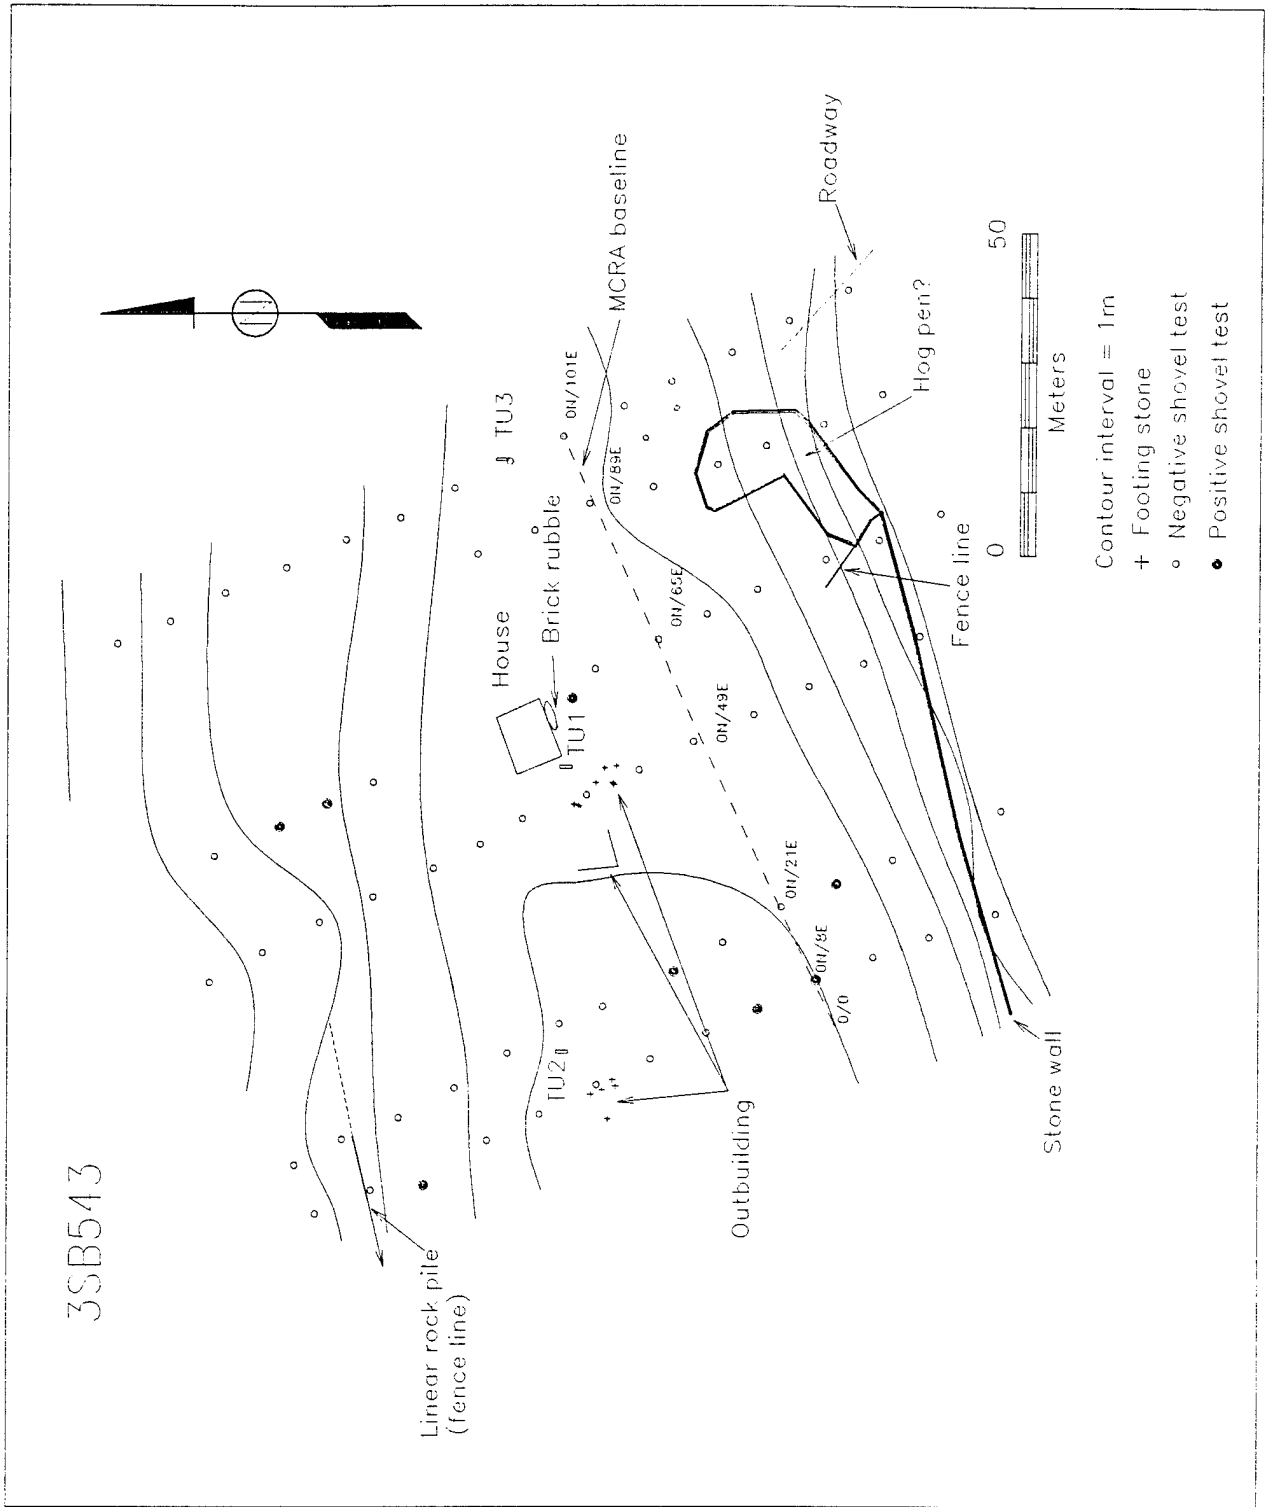 3SB543
Linear rock pile
(fence line)
House
Brick rubble
TU1
TU2
TU3
MCRA baseline
0N/101E
0N/89E
0N/65E
0N/49E
0N/21E
0N/8E
0/0
Outbuilding
Roadway
Hog pen?
Fence line
Stone wall
0
50
Meters
Contour interval = 1m
+ Footing stone
Negative shovel test
Positive shovel test